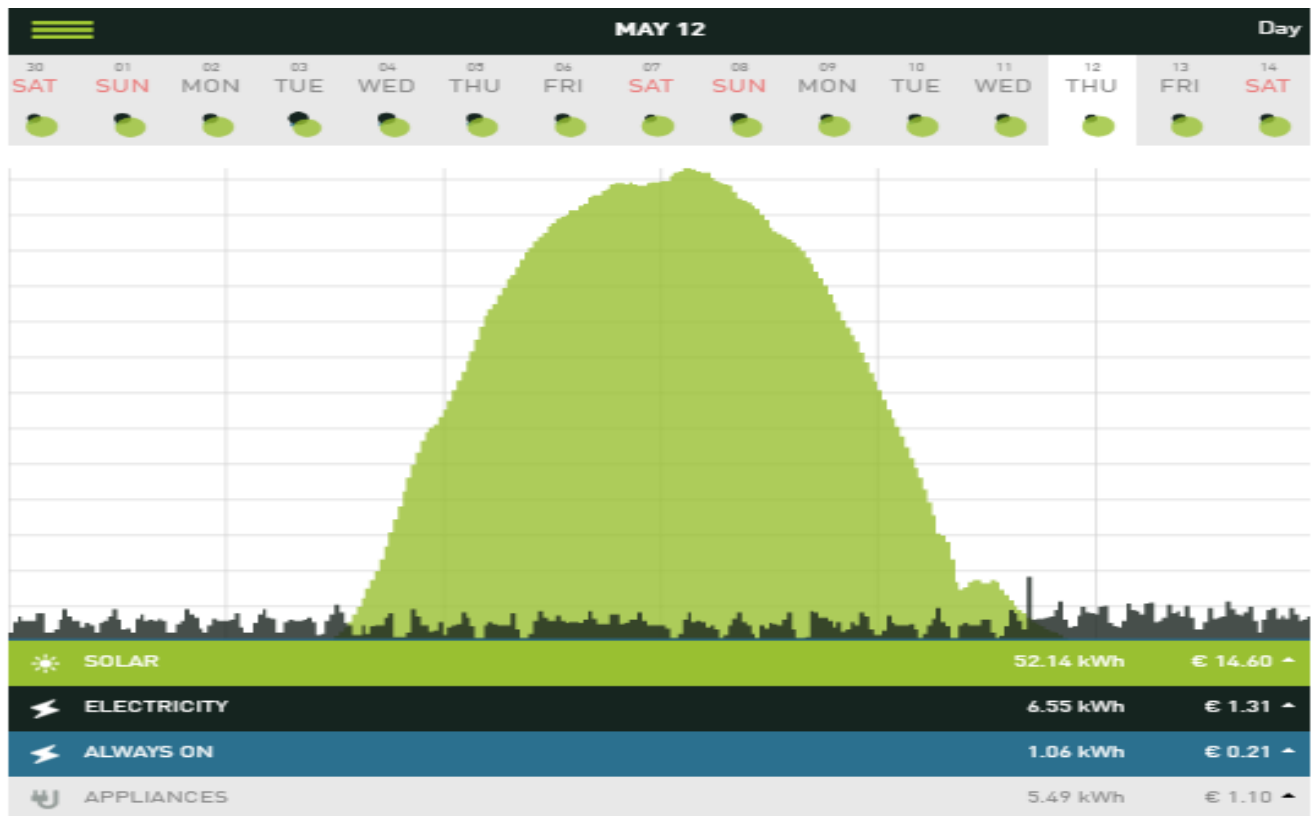 MAY 12 Day
30 01 02 03 04 05 06 07 08 09 10 11 12 13 14
SAT SUN MON TUE WED THU FRI SAT SUN MON TUE WED THU FRI SAT
SOLAR 52.14 kWh € 14.60
ELECTRICITY 6.55 kWh € 1.31
ALWAYS ON 1.06 kWh € 0.21
APPLIANCES 5.49 kWh € 1.10